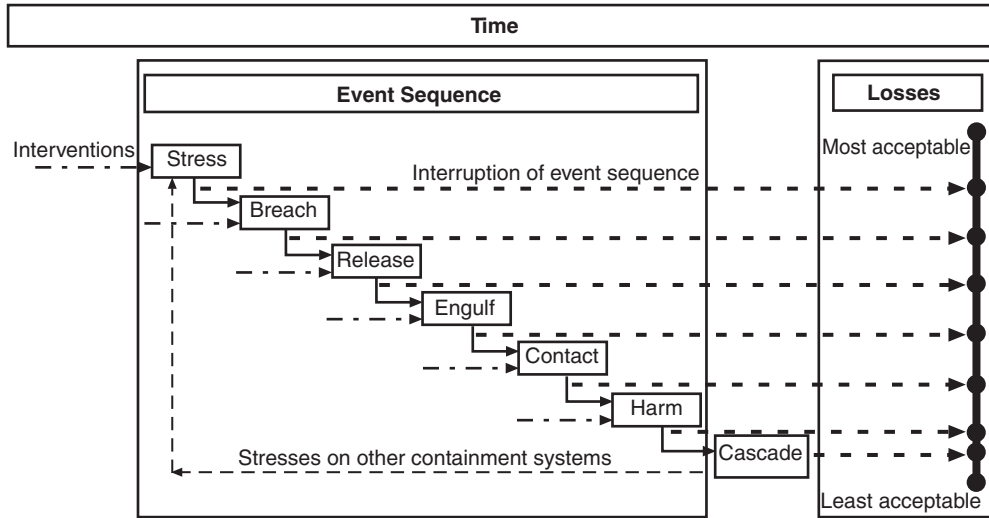 Time
Event Sequence
Losses
Interventions
Stress
Most acceptable
Interruption of event sequence
Breach
Release
Engulf
Contact
Harm
Stresses on other containment systems
Cascade
Least acceptable